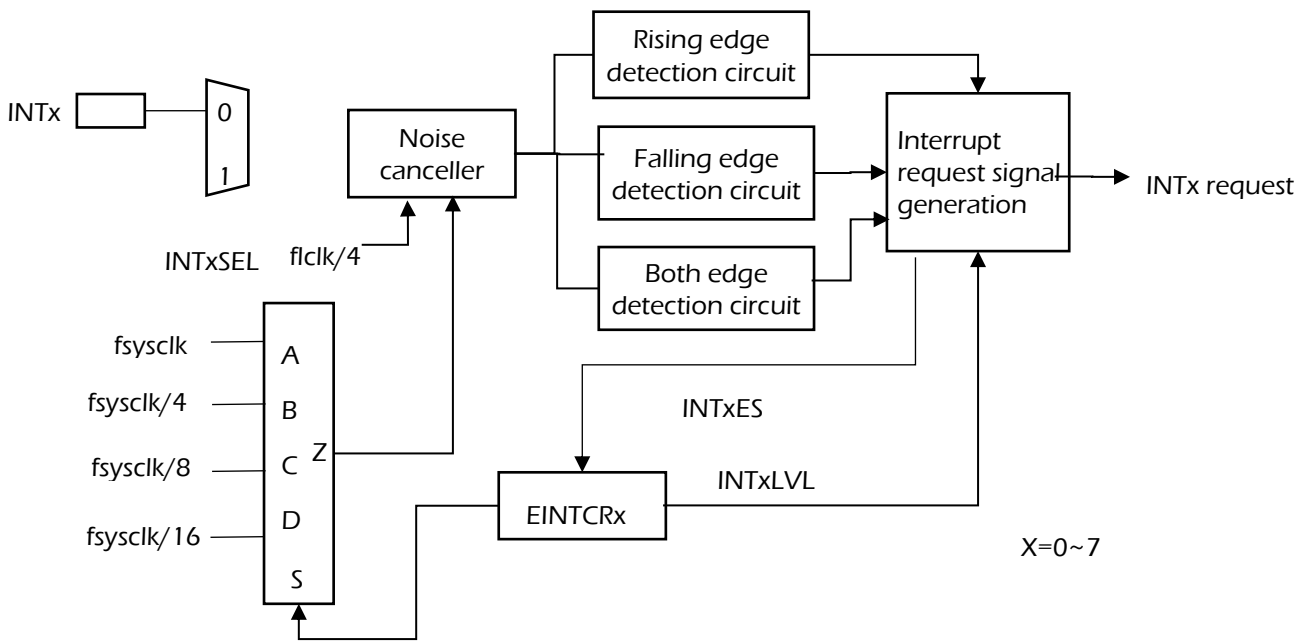 Rising edge
detection circuit
INTx
0
1
Noise
canceller
Falling edge
detection circuit
Interrupt
request signal
generation
INTx request
INTxSEL
flclk/4
Both edge
detection circuit
fsysclk
A
fsysclk/4
B
INTxES
Z
fsysclk/8
C
INTxLVL
EINTCRx
fsysclk/16
D
X=0~7
S